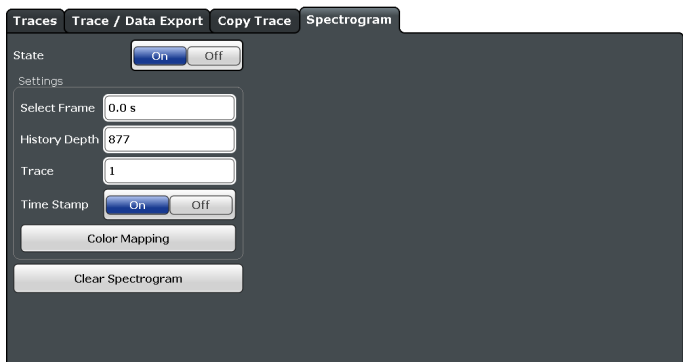 Traces Trace / Data Export Copy Trace Spectrogram
State On Off
Settings
Select Frame 0.0 s
History Depth 877
Trace 1
Time Stamp On Off
Color Mapping
Clear Spectrogram